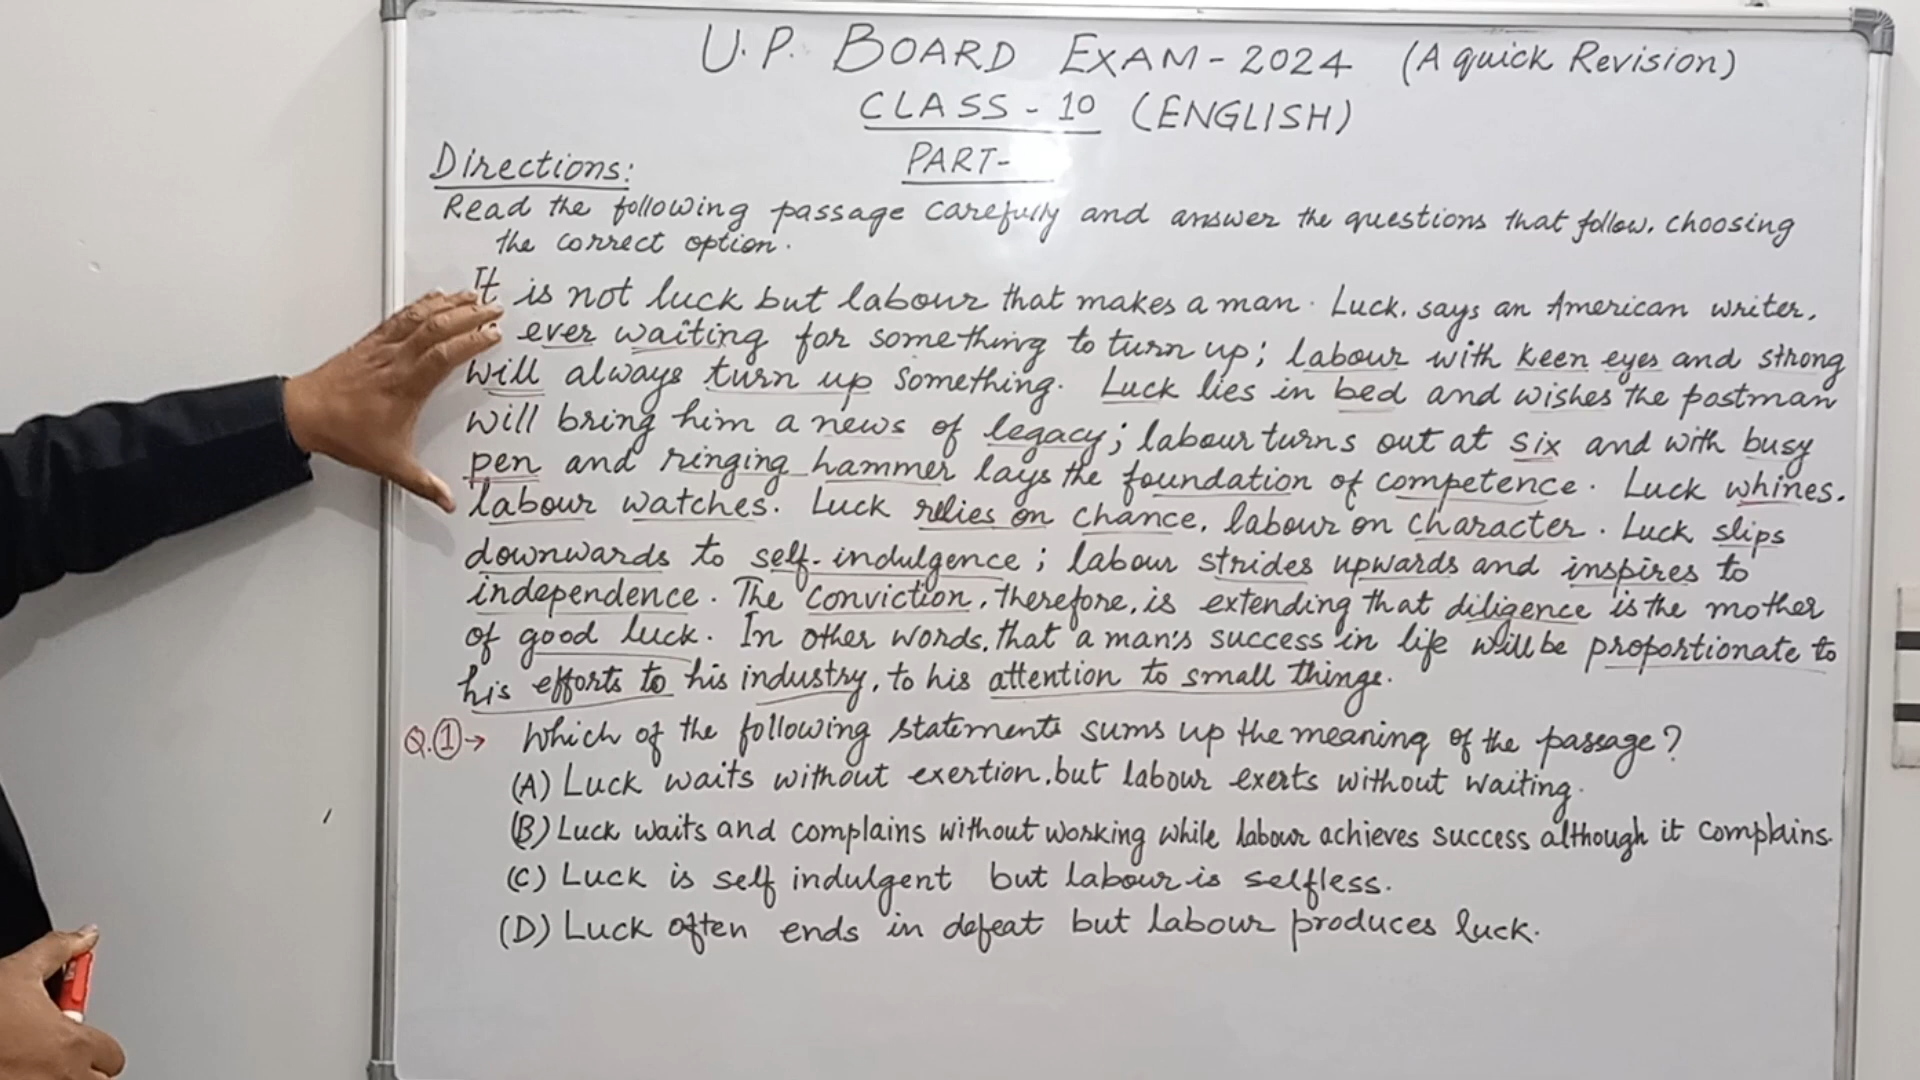 U.P. BOARD EXAM-2024 (A quick Revision)
CLASS-10 (ENGLISH)
PART-
Directions:
Read the following passage carefully and answer the questions that follow, choosing
the correct option.
It is not luck but labour that makes a man. Luck, says an American writer,
ever waiting for something to turn up; labour with keen eyes and strong
will always turn up something. Luck lies in bed and wishes the postman
will bring him a news of legacy; labour turns out at six and with busy
pen and ringing hammer lays the foundation of competence. Luck whines,
labour watches. Luck relies on chance, labour on character. Luck slips
downwards to self-indulgence; labour strides upwards and inspires to
independence. The conviction, therefore, is extending that diligence is the mother
of good luck. In other words, that a man's success in life will be proportionate to
his efforts to his industry, to his attention to small things.
Q.1→ Which of the following statements sums up the meaning of the passage?
(A) Luck waits without exertion, but labour exerts without waiting.
(B) Luck waits and complains without working while labour achieves success although it complains.
(C) Luck is self indulgent but labour is selfless.
(D) Luck often ends in defeat but labour produces luck.